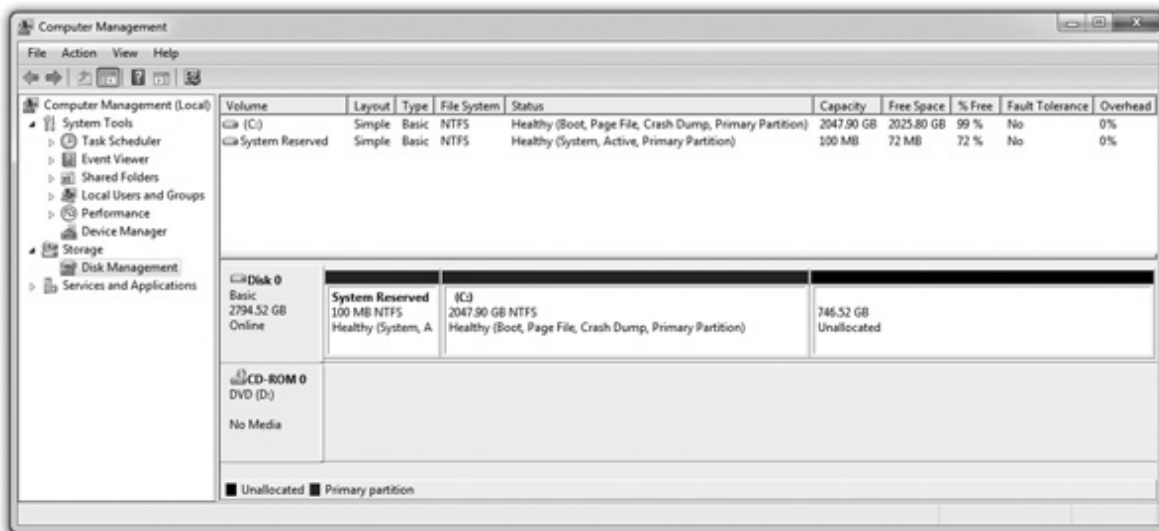 Computer Management
File Action View Help
Computer Management (Local)
System Tools
Task Scheduler
Event Viewer
Shared Folders
Local Users and Groups
Performance
Device Manager
Storage
Disk Management
Services and Applications
Volume Layout Type File System Status Capacity Free Space % Free Fault Tolerance Overhead
(C:) Simple Basic NTFS Healthy (Boot, Page File, Crash Dump, Primary Partition) 2047.90 GB 2025.80 GB 99 % No 0%
System Reserved Simple Basic NTFS Healthy (System, Active, Primary Partition) 100 MB 72 MB 72 % No 0%
Disk 0
Basic
2794.52 GB
Online
System Reserved
100 MB NTFS
Healthy (System, A
(C:)
2047.90 GB NTFS
Healthy (Boot, Page File, Crash Dump, Primary Partition)
746.52 GB
Unallocated
CD-ROM 0
DVD (D:)
No Media
Unallocated Primary partition